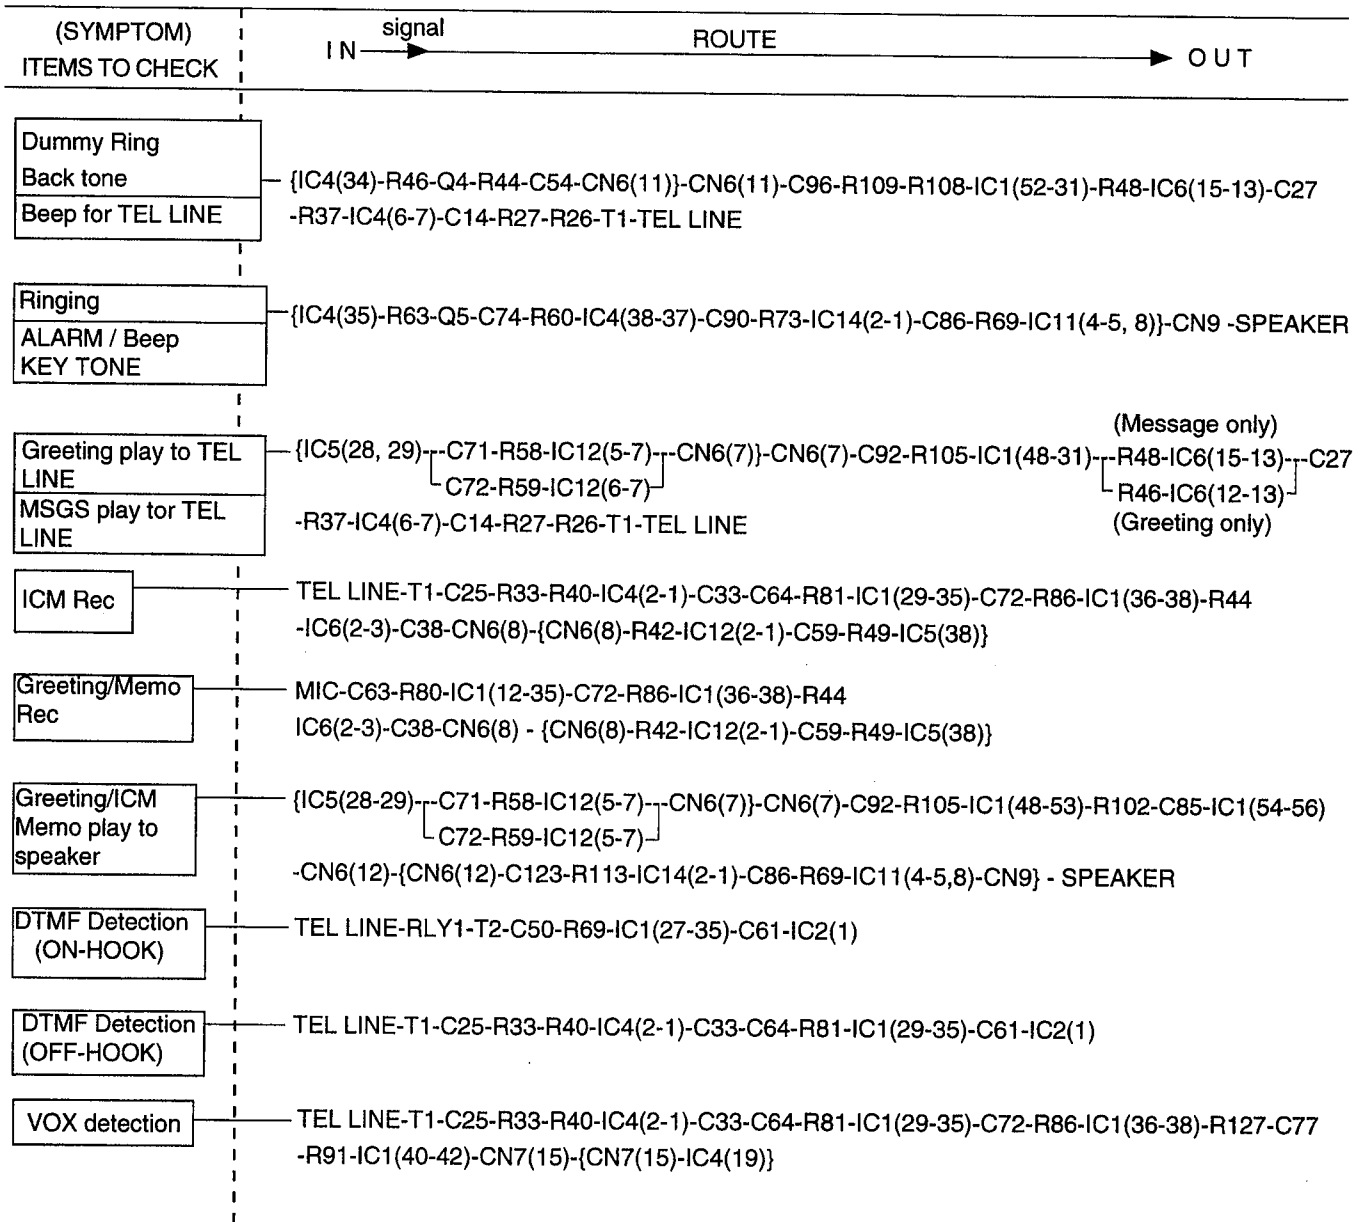 (SYMPTOM)
ITEMS TO CHECK
IN signal ROUTE OUT
Dummy Ring
Back tone
Beep for TEL LINE
{IC4(34)-R46-Q4-R44-C54-CN6(11)}-CN6(11)-C96-R109-R108-IC1(52-31)-R48-IC6(15-13)-C27
-R37-IC4(6-7)-C14-R27-R26-T1-TEL LINE
Ringing
ALARM / Beep
KEY TONE
{IC4(35)-R63-Q5-C74-R60-IC4(38-37)-C90-R73-IC14(2-1)-C86-R69-IC11(4-5, 8)}-CN9 -SPEAKER
Greeting play to TEL
LINE
MSGS play tor TEL
LINE
(Message only)
{IC5(28, 29)-C71-R58-IC12(5-7)-CN6(7)}-CN6(7)-C92-R105-IC1(48-31)-R48-IC6(15-13)-C27
C72-R59-IC12(6-7) R46-IC6(12-13)
(Greeting only)
-R37-IC4(6-7)-C14-R27-R26-T1-TEL LINE
ICM Rec
TEL LINE-T1-C25-R33-R40-IC4(2-1)-C33-C64-R81-IC1(29-35)-C72-R86-IC1(36-38)-R44
-IC6(2-3)-C38-CN6(8)-{CN6(8)-R42-IC12(2-1)-C59-R49-IC5(38)}
Greeting/Memo
Rec
MIC-C63-R80-IC1(12-35)-C72-R86-IC1(36-38)-R44
IC6(2-3)-C38-CN6(8) - {CN6(8)-R42-IC12(2-1)-C59-R49-IC5(38)}
Greeting/ICM
Memo play to
speaker
{IC5(28-29)-C71-R58-IC12(5-7)-CN6(7)}-CN6(7)-C92-R105-IC1(48-53)-R102-C85-IC1(54-56)
C72-R59-IC12(5-7)
-CN6(12)-{CN6(12)-C123-R113-IC14(2-1)-C86-R69-IC11(4-5,8)-CN9} - SPEAKER
DTMF Detection
(ON-HOOK)
TEL LINE-RLY1-T2-C50-R69-IC1(27-35)-C61-IC2(1)
DTMF Detection
(OFF-HOOK)
TEL LINE-T1-C25-R33-R40-IC4(2-1)-C33-C64-R81-IC1(29-35)-C61-IC2(1)
VOX detection
TEL LINE-T1-C25-R33-R40-IC4(2-1)-C33-C64-R81-IC1(29-35)-C72-R86-IC1(36-38)-R127-C77
-R91-IC1(40-42)-CN7(15)-{CN7(15)-IC4(19)}